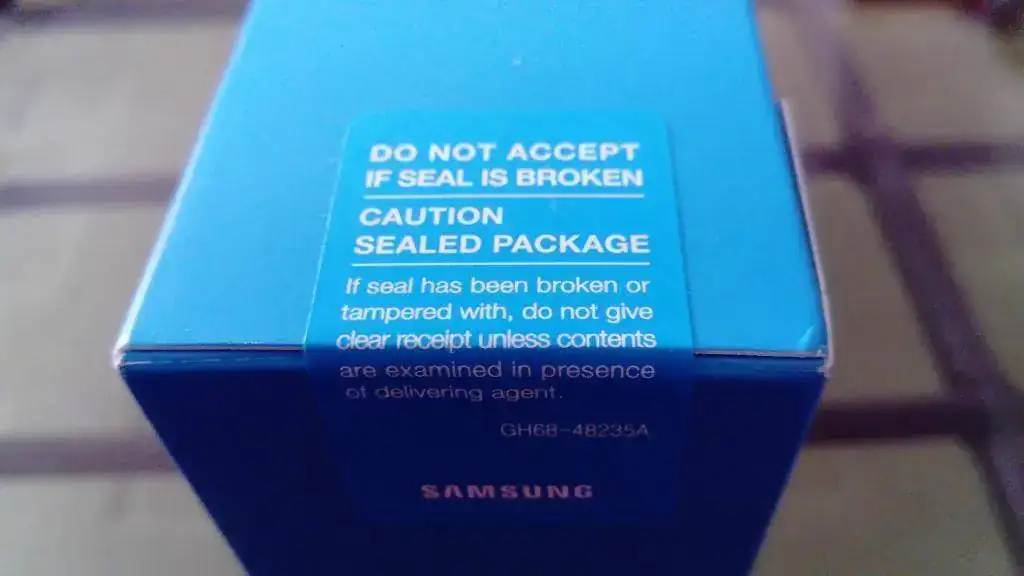 DO NOT ACCEPT
IF SEAL IS BROKEN
CAUTION
SEALED PACKAGE
If seal has been broken or
tampered with, do not give
clear receipt unless contents
are examined in presence
of delivering agent.
GH68-48235A
SAMSUNG